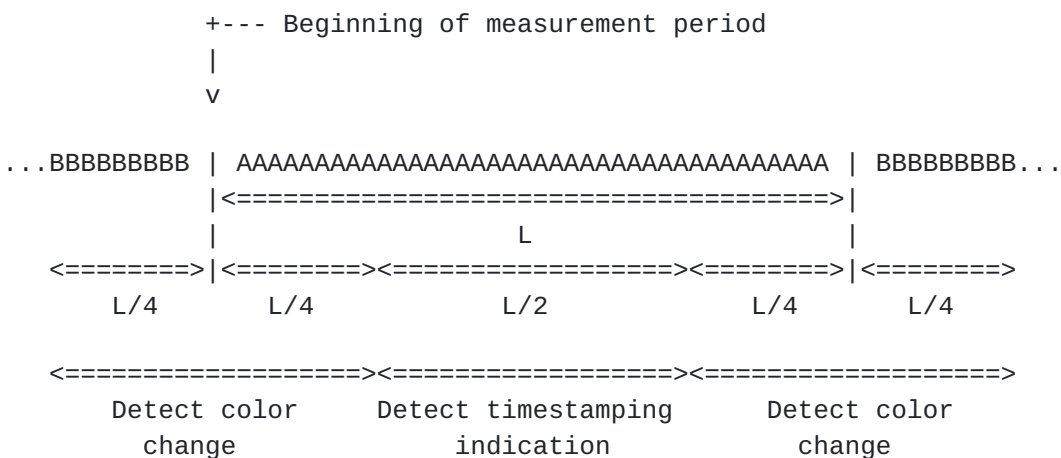 +--- Beginning of measurement period
             |
             v

...BBBBBBBBB | AAAAAAAAAAAAAAAAAAAAAAAAAAAAAAAAAAAAAA | BBBBBBBBB...
             |<======================================>|
             |                   L                    |
   <========>|<========><==================><========>|<========>
       L/4       L/4            L/2             L/4       L/4

   <===================><==================><===================>
       Detect color     Detect timestamping      Detect color
         change              indication            change